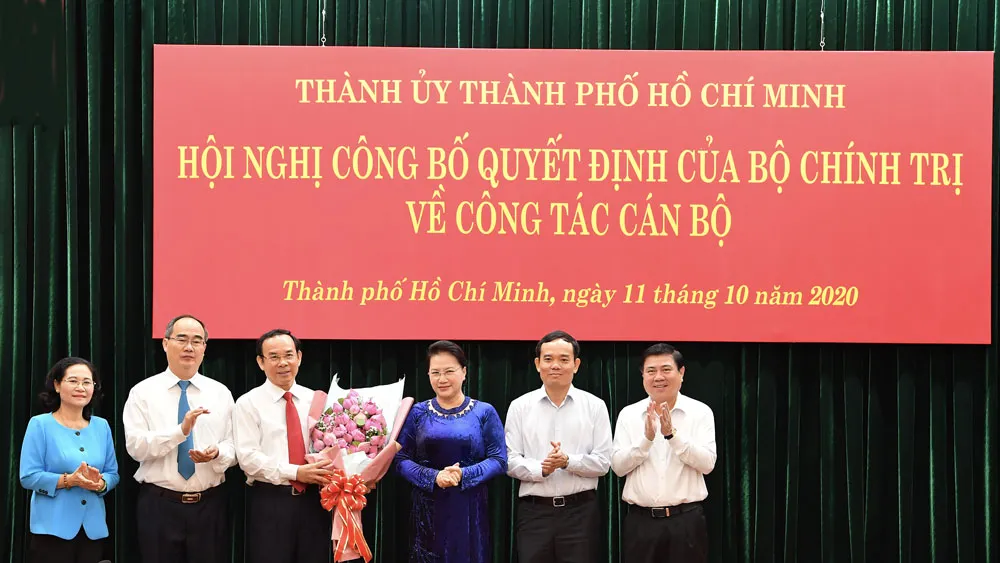 THÀNH ỦY THÀNH PHỐ HỒ CHÍ MINH
HỘI NGHỊ CÔNG BỐ QUYẾT ĐỊNH CỦA BỘ CHÍNH TRỊ
VỀ CÔNG TÁC CÁN BỘ
Thành phố Hồ Chí Minh, ngày 11 tháng 10 năm 2020